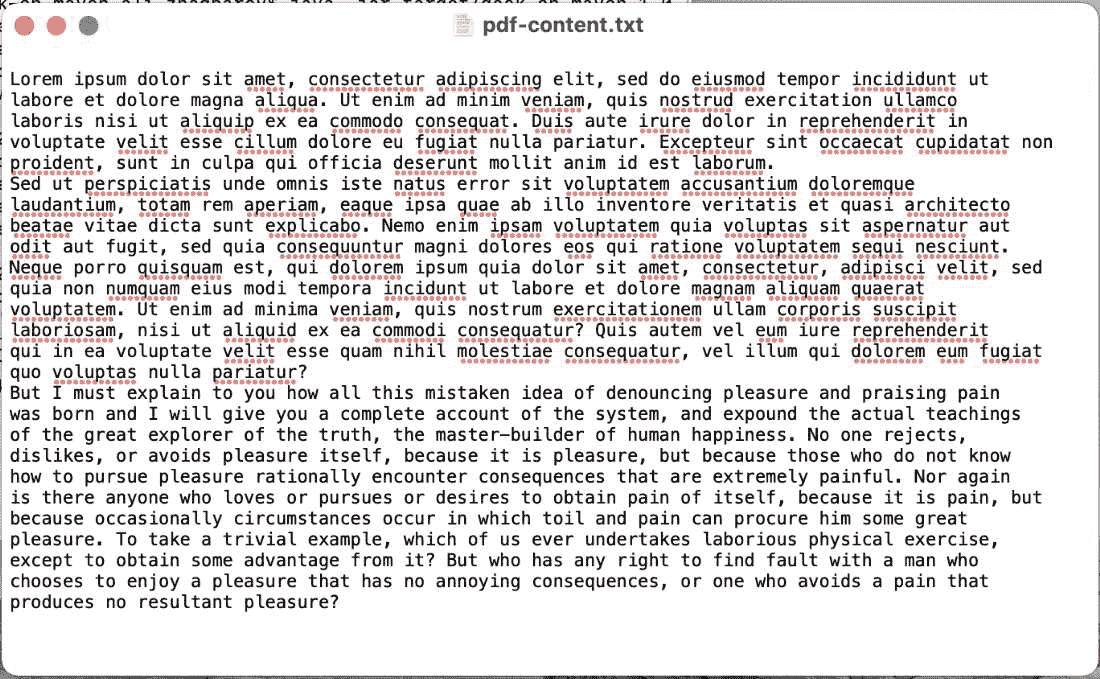 pdf-content.txt
Lorem ipsum dolor sit amet, consectetur adipiscing elit, sed do eiusmod tempor incididunt ut
labore et dolore magna aliqua. Ut enim ad minim veniam, quis nostrud exercitation ullamco
laboris nisi ut aliquip ex ea commodo consequat. Duis aute irure dolor in reprehenderit in
voluptate velit esse cillum dolore eu fugiat nulla pariatur. Excepteur sint occaecat cupidatat non
proident, sunt in culpa qui officia deserunt mollit anim id est laborum.
Sed ut perspiciatis unde omnis iste natus error sit voluptatem accusantium doloremque
laudantium, totam rem aperiam, eaque ipsa quae ab illo inventore veritatis et quasi architecto
beatae vitae dicta sunt explicabo. Nemo enim ipsam voluptatem quia voluptas sit aspernatur aut
odit aut fugit, sed quia consequuntur magni dolores eos qui ratione voluptatem sequi nesciunt.
Neque porro quisquam est, qui dolorem ipsum quia dolor sit amet, consectetur, adipisci velit, sed
quia non numquam eius modi tempora incidunt ut labore et dolore magnam aliquam quaerat
voluptatem. Ut enim ad minima veniam, quis nostrum exercitationem ullam corporis suscipit
laboriosam, nisi ut aliquid ex ea commodi consequatur? Quis autem vel eum iure reprehenderit
qui in ea voluptate velit esse quam nihil molestiae consequatur, vel illum qui dolorem eum fugiat
quo voluptas nulla pariatur?
But I must explain to you how all this mistaken idea of denouncing pleasure and praising pain
was born and I will give you a complete account of the system, and expound the actual teachings
of the great explorer of the truth, the master-builder of human happiness. No one rejects,
dislikes, or avoids pleasure itself, because it is pleasure, but because those who do not know
how to pursue pleasure rationally encounter consequences that are extremely painful. Nor again
is there anyone who loves or pursues or desires to obtain pain of itself, because it is pain, but
because occasionally circumstances occur in which toil and pain can procure him some great
pleasure. To take a trivial example, which of us ever undertakes laborious physical exercise,
except to obtain some advantage from it? But who has any right to find fault with a man who
chooses to enjoy a pleasure that has no annoying consequences, or one who avoids a pain that
produces no resultant pleasure?